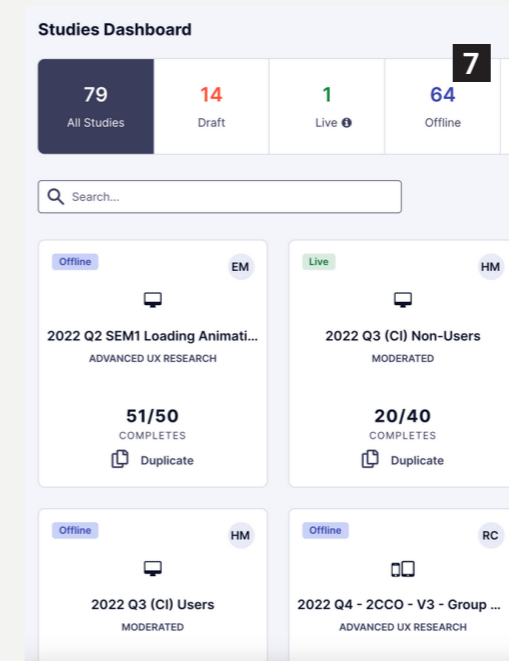 Studies Dashboard
7
79
All Studies
14
Draft
1
Live
64
Offline
Search...
Offline
EM
2022 Q2 SEM1 Loading Animati...
ADVANCED UX RESEARCH
51/50
COMPLETES
Duplicate
Live
HM
2022 Q3 (CI) Non-Users
MODERATED
20/40
COMPLETES
Duplicate
Offline
HM
2022 Q3 (CI) Users
MODERATED
Offline
RC
2022 Q4 - 2CCO - V3 - Group ...
ADVANCED UX RESEARCH